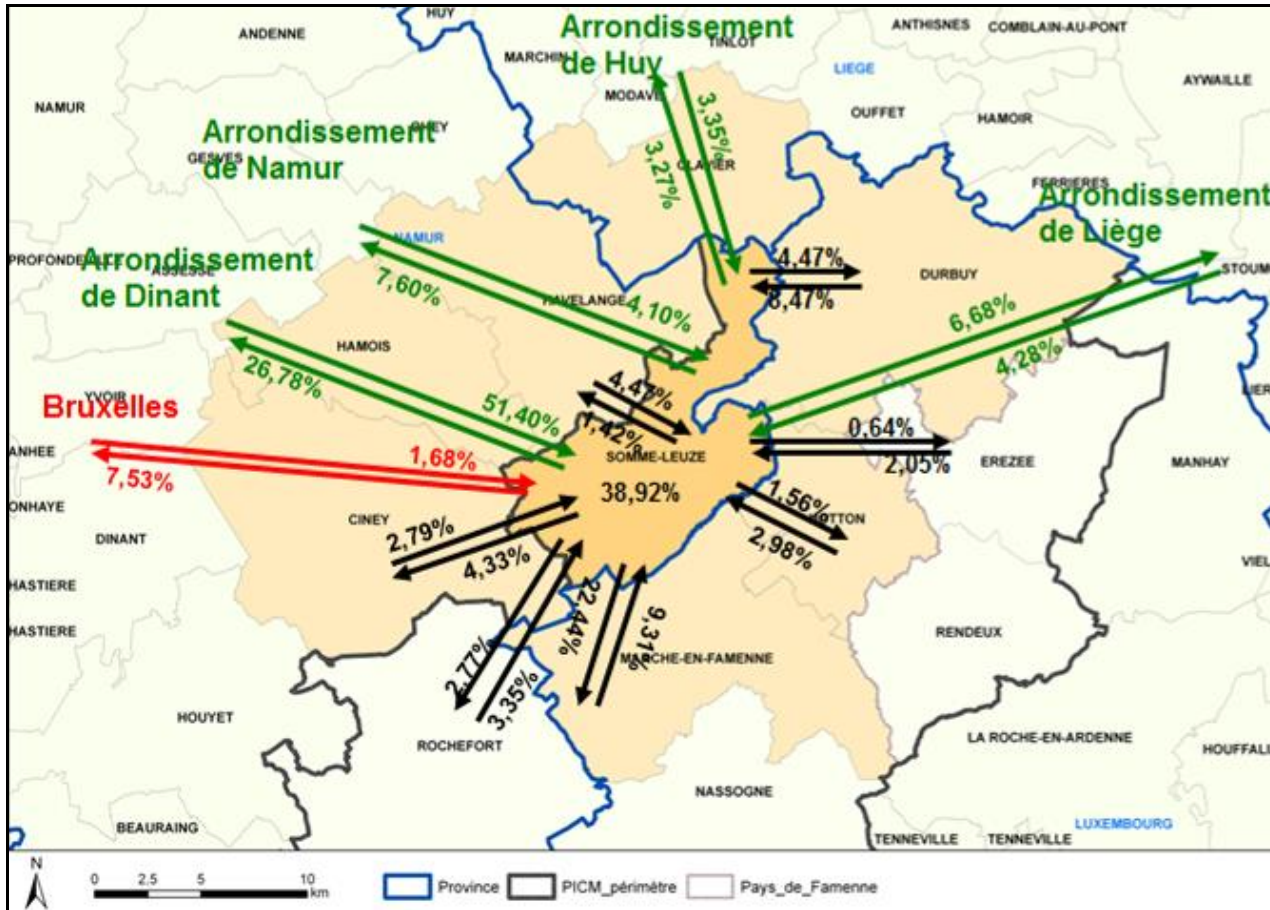 ANDENNE
HUY
MARCHIN
Arrondissement
de Huy
TINLOT
ANTHISNES
COMBLAIN-AU-PONT
LIEGE
AYWAILLE
NAMUR
MODAVE
OUFFET
HAMOIR
Arrondissement
de Namur
OHEY
GESVES
3,35%
3,27%
CLAVIER
FERRIERES
Arrondissement
de Liège
PROFONDEVILLE
Arrondissement
de Dinant
ASSESSE
NAMUR
7,60%
4,10%
HAVELANGE
4,47%
8,47%
DURBUY
STOUM
6,68%
4,28%
HAMOIS
26,78%
51,40%
YVOIR
Bruxelles
4,47%
1,42%
LIER
ANHEE
1,68%
7,53%
SOMME-LEUZE
38,92%
0,64%
2,05%
EREZEE
MANHAY
ONHAYE
DINANT
CINEY
2,79%
4,33%
1,56%
2,98%
HOTTON
VIEL
HASTIERE
HASTIERE
22,44%
9,31%
2,77%
3,35%
MARCHE-EN-FAMENNE
RENDEUX
HOUYET
ROCHEFORT
LA ROCHE-EN-ARDENNE
HOUFFALI
NASSOGNE
BEAURAING
TENNEVILLE
TENNEVILLE
LUXEMBOURG
N
0 2,5 5 10
km
Province
PICM_périmètre
Pays_de_Famenne